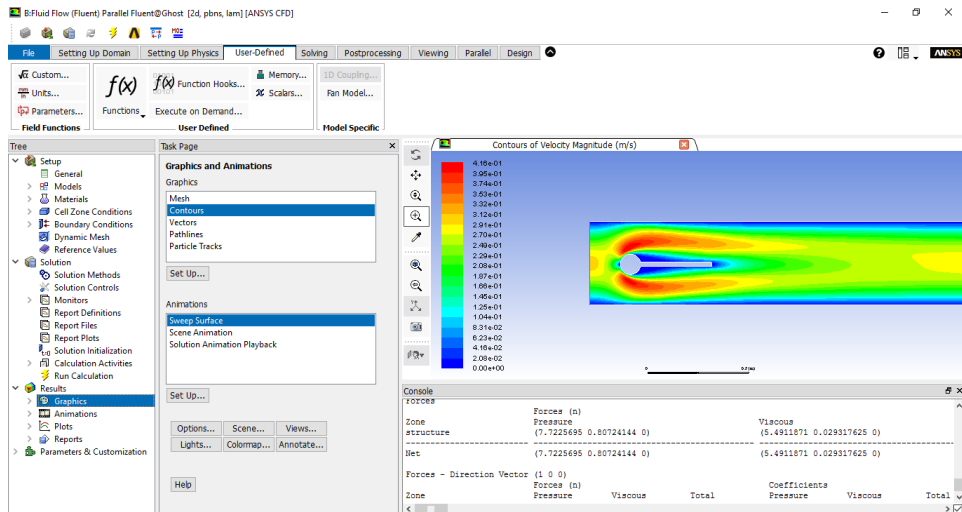 B:Fluid Flow (Fluent) Parallel Fluent@Ghost [2d, pbns, lam] [ANSYS CFD]
File Setting Up Domain Setting Up Physics User-Defined Solving Postprocessing Viewing Parallel Design
ANSYS
Custom...
Units...
Parameters...
Field Functions
f(x)
Functions
f(x) Function Hooks...
Execute on Demand...
Memory...
Scalars...
User Defined
1D Coupling...
Fan Model...
Model Specific
Tree
Setup
General
Models
Materials
Cell Zone Conditions
Boundary Conditions
Dynamic Mesh
Reference Values
Solution
Solution Methods
Solution Controls
Monitors
Report Definitions
Report Files
Report Plots
Solution Initialization
Calculation Activities
Run Calculation
Results
Graphics
Animations
Plots
Reports
Parameters & Customization
Task Page
Graphics and Animations
Graphics
Mesh
Contours
Vectors
Pathlines
Particle Tracks
Set Up...
Animations
Sweep Surface
Scene Animation
Solution Animation Playback
Set Up...
Options... Scene... Views...
Lights... Colormap... Annotate...
Help
Contours of Velocity Magnitude (m/s)
4.16e-01
3.95e-01
3.74e-01
3.53e-01
3.32e-01
3.12e-01
2.91e-01
2.70e-01
2.49e-01
2.29e-01
2.08e-01
1.87e-01
1.66e-01
1.45e-01
1.25e-01
1.04e-01
8.31e-02
6.23e-02
4.16e-02
2.08e-02
0.00e+00
Console
Forces
Forces (n)
Zone Pressure Viscous
structure (7.7225695 0.80724144 0) (5.4911871 0.029317625 0)
Net (7.7225695 0.80724144 0) (5.4911871 0.029317625 0)
Forces - Direction Vector (1 0 0)
Forces (n) Coefficients
Zone Pressure Viscous Total Pressure Viscous Total